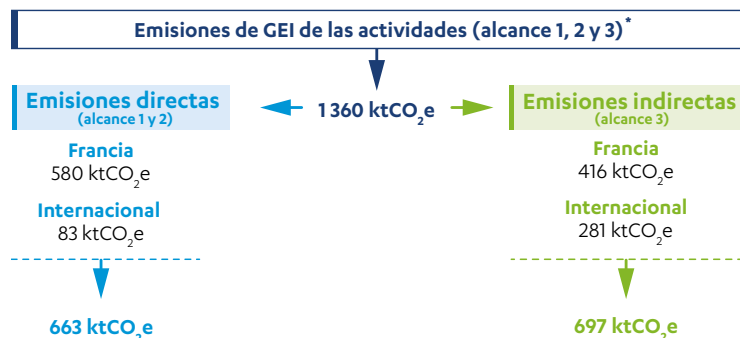 Emisiones de GEI de las actividades (alcance 1, 2 y 3)*
Emisiones directas
(alcance 1 y 2)
1 360 ktCO₂e
Emisiones indirectas
(alcance 3)
Francia
580 ktCO₂e
Francia
416 ktCO₂e
Internacional
83 ktCO₂e
Internacional
281 ktCO₂e
663 ktCO₂e
697 ktCO₂e